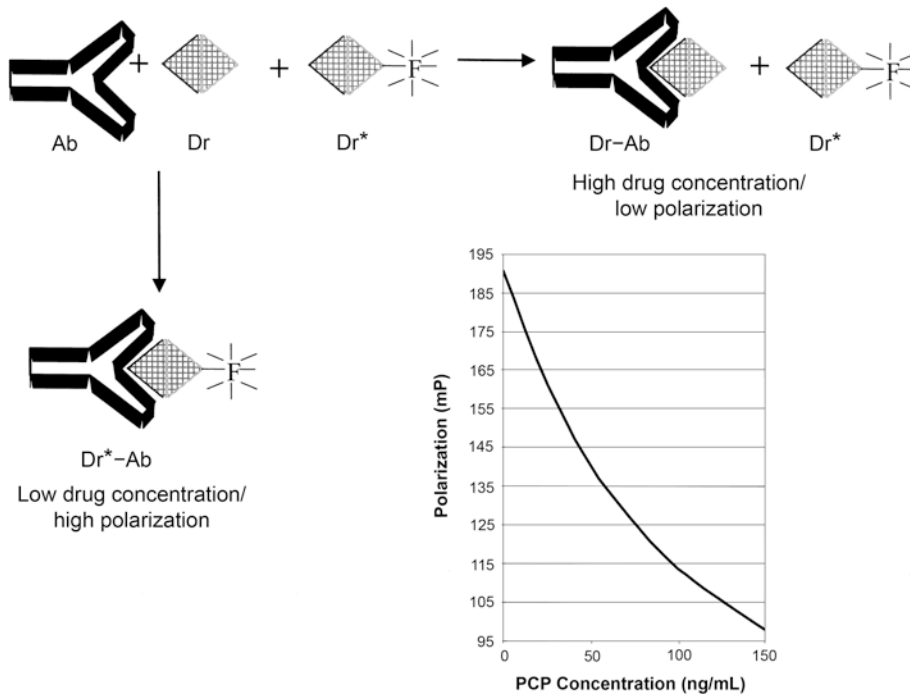 +
+
F
+
F
Ab
Dr
Dr*
Dr–Ab
Dr*
High drug concentration/
low polarization
F
Dr*–Ab
Low drug concentration/
high polarization
195
185
175
165
155
145
135
125
115
105
95
Polarization (mP)
0
50
100
150
PCP Concentration (ng/mL)